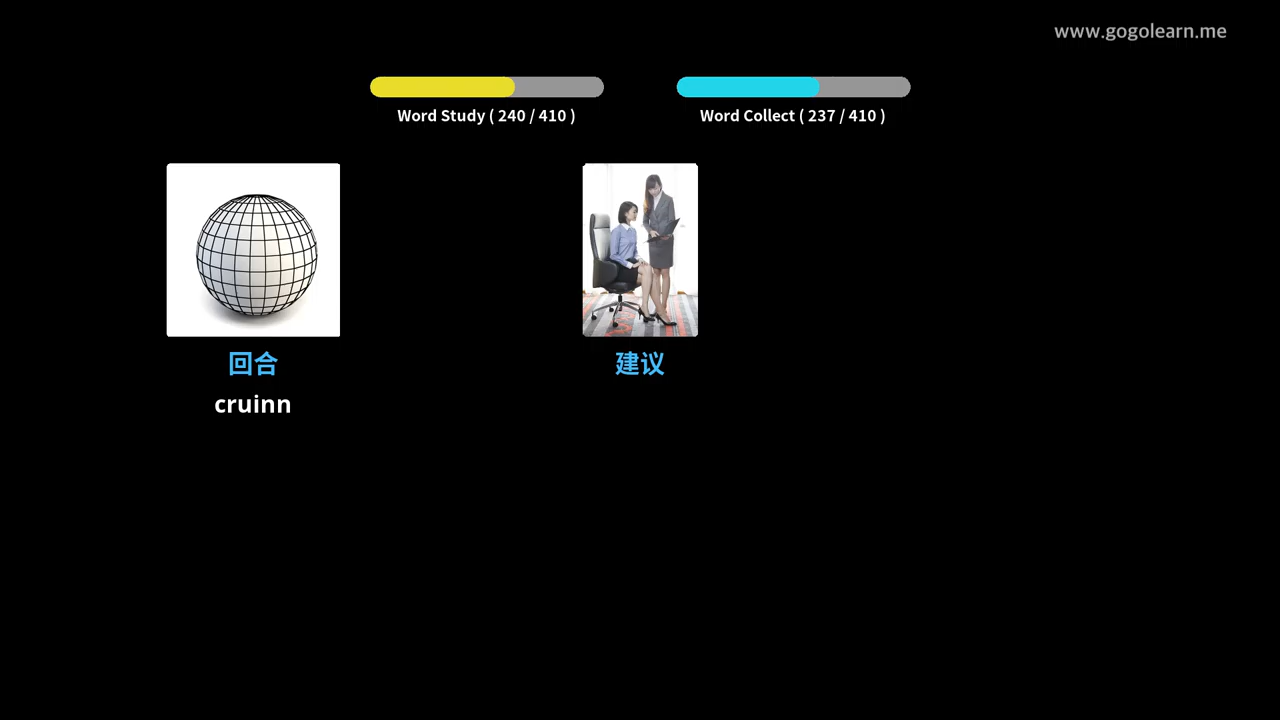 www.gogolearn.me
Word Study ( 240 / 410 )
Word Collect ( 237 / 410 )
回合
cruinn
建议